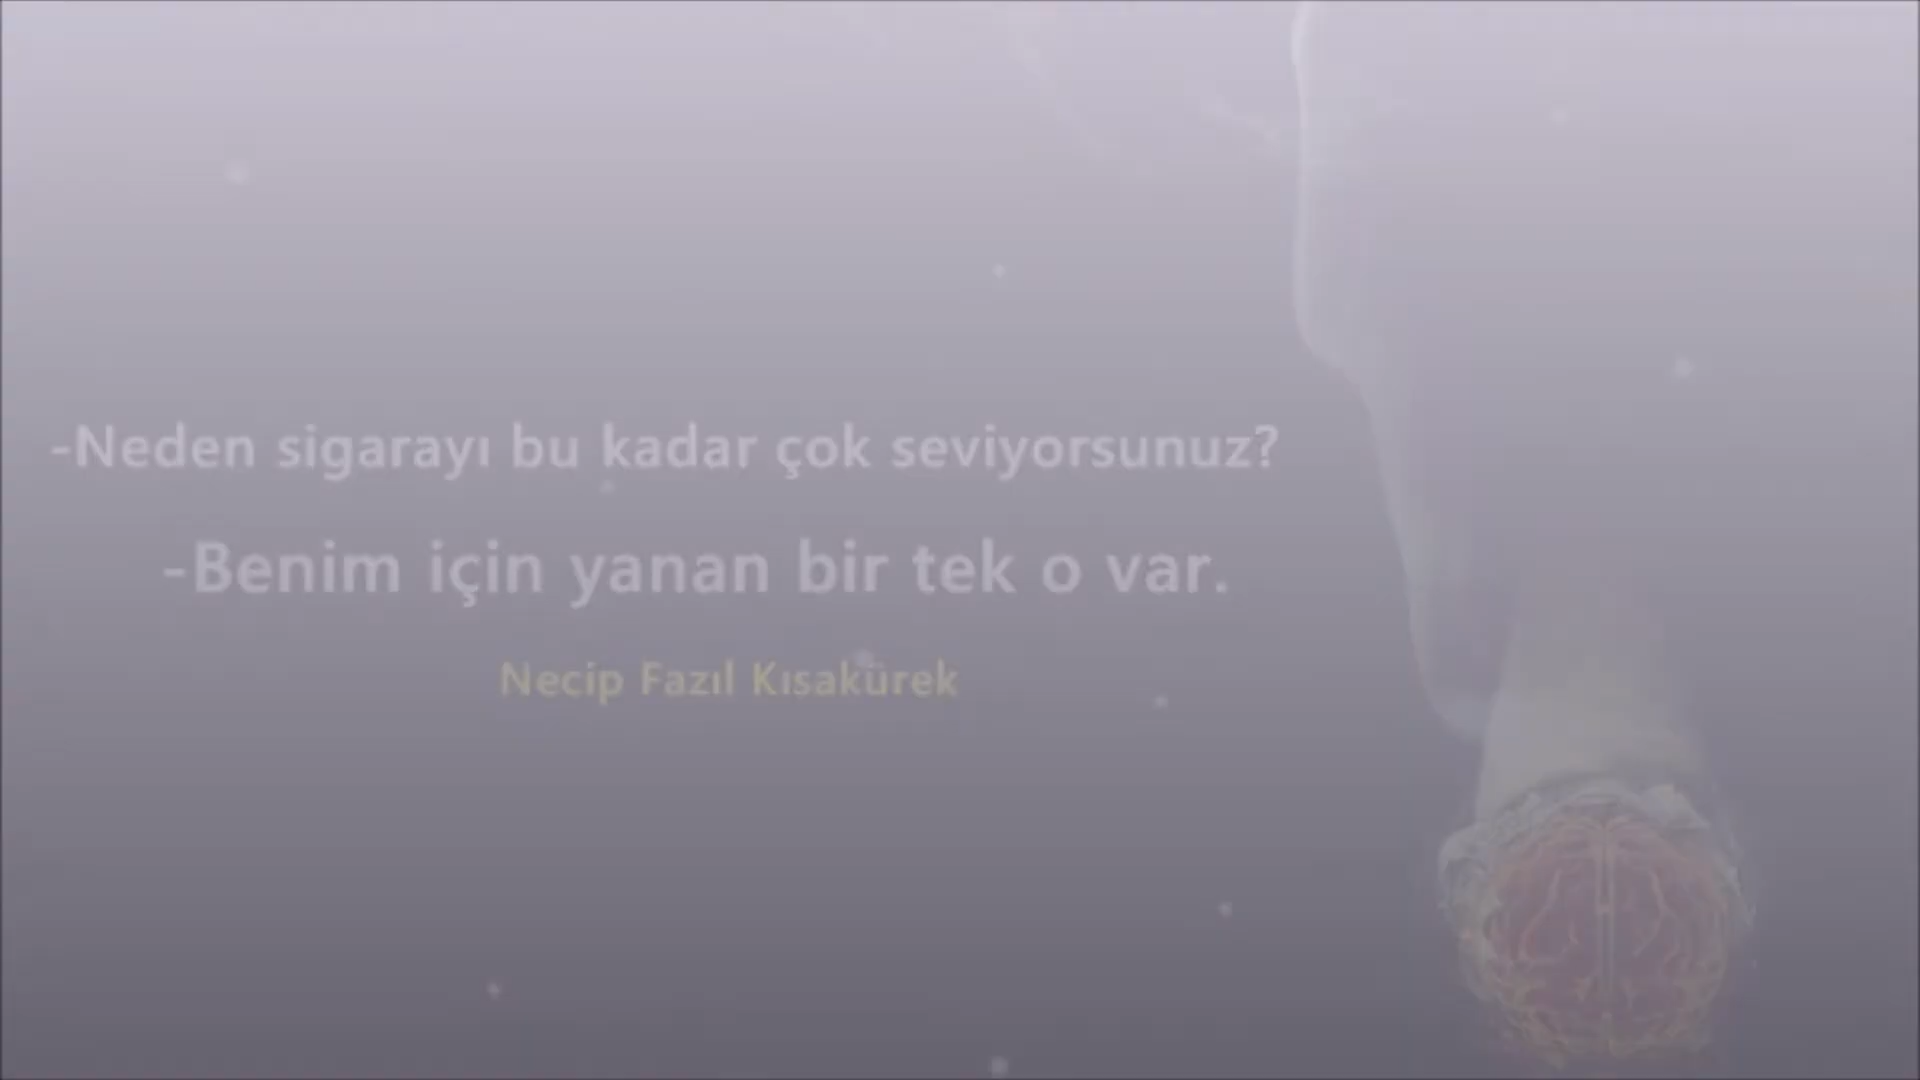 -Neden sigarayı bu kadar çok seviyorsunuz?
-Benim için yanan bir tek o var.
Necip Fazıl Kısakürek